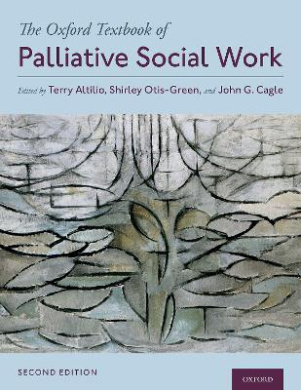 The Oxford Textbook of
Palliative Social Work
Edited by Terry Altilio, Shirley Otis-Green, and John G. Cagle
SECOND EDITION
OXFORD